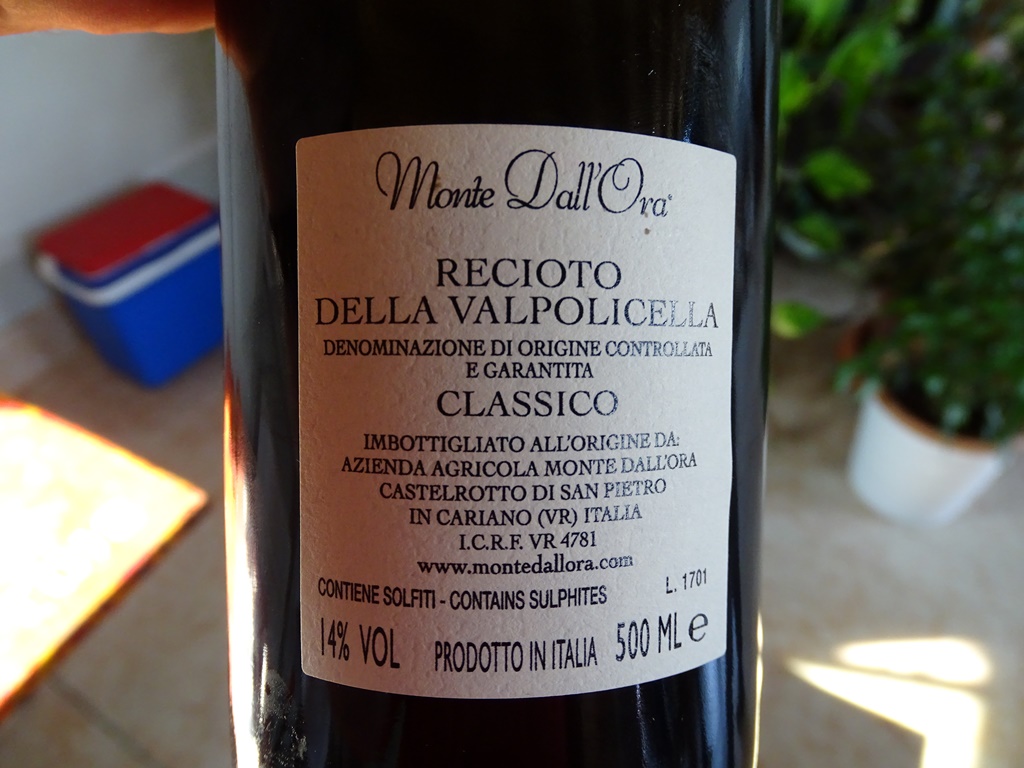 Monte Dall'Ora®
RECIOTO
DELLA VALPOLICELLA
DENOMINAZIONE DI ORIGINE CONTROLLATA
E GARANTITA
CLASSICO
IMBOTTIGLIATO ALL'ORIGINE DA:
AZIENDA AGRICOLA MONTE DALL'ORA
CASTELROTTO DI SAN PIETRO
IN CARIANO (VR) ITALIA
I.C.R.F. VR 4781
www.montedallora.com
CONTIENE SOLFITI - CONTAINS SULPHITES L. 1701
14% VOL PRODOTTO IN ITALIA 500 ML e